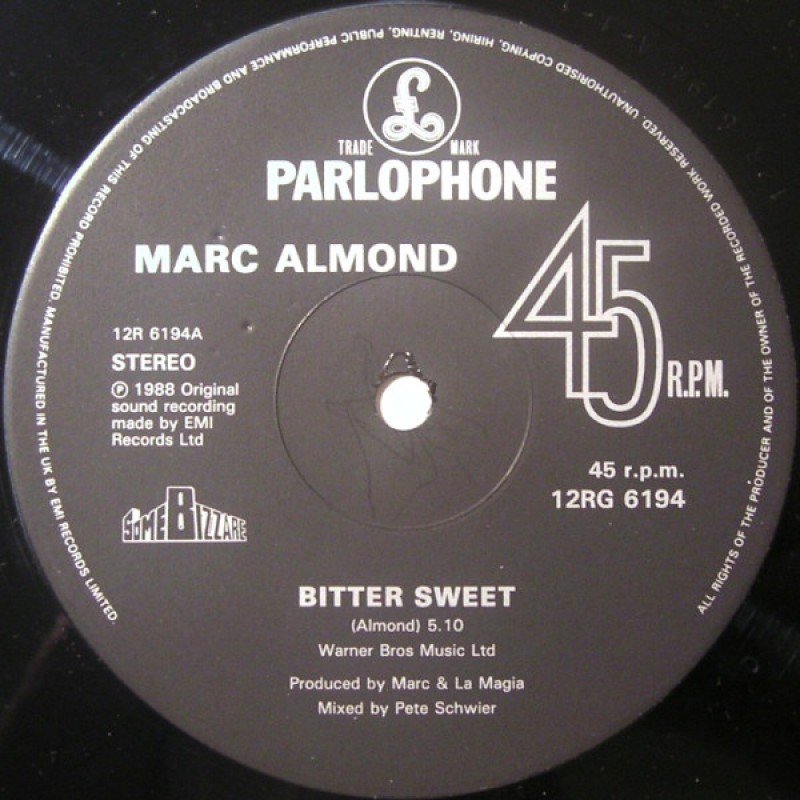 ALL RIGHTS OF THE PRODUCER AND OF THE OWNER OF THE RECORDED WORK RESERVED. UNAUTHORISED COPYING, HIRING, RENTING, PUBLIC PERFORMANCE AND BROADCASTING OF THIS RECORD PROHIBITED. MANUFACTURED IN THE UK BY EMI RECORDS LIMITED.
£
TRADE MARK
PARLOPHONE
MARC ALMOND
45 R.P.M.
12R 6194A
STEREO
℗ 1988 Original
sound recording
made by EMI
Records Ltd
45 r.p.m.
12RG 6194
SOME BIZZARE
BITTER SWEET
(Almond) 5.10
Warner Bros Music Ltd
Produced by Marc & La Magia
Mixed by Pete Schwier